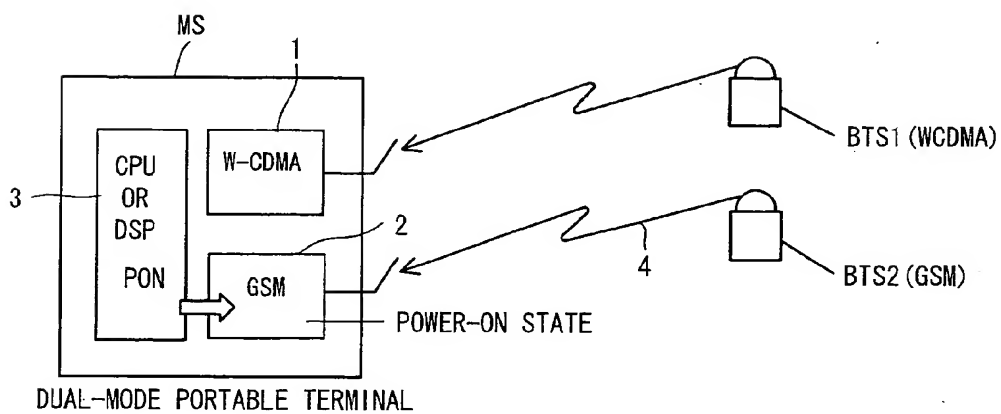 MS
1
W-CDMA
CPU
OR
DSP
3
PON
2
GSM
POWER-ON STATE
4
BTS1(WCDMA)
BTS2(GSM)
DUAL-MODE PORTABLE TERMINAL